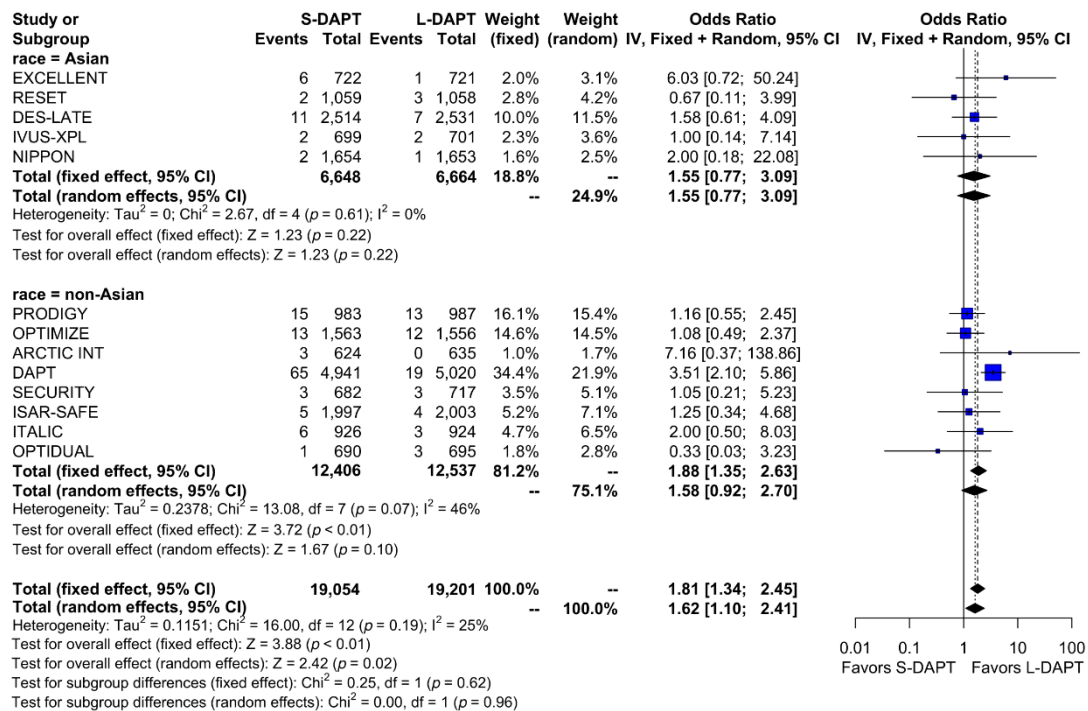 Study or S-DAPT L-DAPT Weight Weight Odds Ratio Odds Ratio
Subgroup Events Total Events Total (fixed) (random) IV, Fixed + Random, 95% CI IV, Fixed + Random, 95% CI
race = Asian
EXCELLENT 6 722 1 721 2.0% 3.1% 6.03 [0.72; 50.24]
RESET 2 1,059 3 1,058 2.8% 4.2% 0.67 [0.11; 3.99]
DES-LATE 11 2,514 7 2,531 10.0% 11.5% 1.58 [0.61; 4.09]
IVUS-XPL 2 699 2 701 2.3% 3.6% 1.00 [0.14; 7.14]
NIPPON 2 1,654 1 1,653 1.6% 2.5% 2.00 [0.18; 22.08]
Total (fixed effect, 95% CI) 6,648 6,664 18.8% -- 1.55 [0.77; 3.09]
Total (random effects, 95% CI) -- 24.9% 1.55 [0.77; 3.09]
Heterogeneity: Tau² = 0; Chi² = 2.67, df = 4 (p = 0.61); I² = 0%
Test for overall effect (fixed effect): Z = 1.23 (p = 0.22)
Test for overall effect (random effects): Z = 1.23 (p = 0.22)
race = non-Asian
PRODIGY 15 983 13 987 16.1% 15.4% 1.16 [0.55; 2.45]
OPTIMIZE 13 1,563 12 1,556 14.6% 14.5% 1.08 [0.49; 2.37]
ARCTIC INT 3 624 0 635 1.0% 1.7% 7.16 [0.37; 138.86]
DAPT 65 4,941 19 5,020 34.4% 21.9% 3.51 [2.10; 5.86]
SECURITY 3 682 3 717 3.5% 5.1% 1.05 [0.21; 5.23]
ISAR-SAFE 5 1,997 4 2,003 5.2% 7.1% 1.25 [0.34; 4.68]
ITALIC 6 926 3 924 4.7% 6.5% 2.00 [0.50; 8.03]
OPTIDUAL 1 690 3 695 1.8% 2.8% 0.33 [0.03; 3.23]
Total (fixed effect, 95% CI) 12,406 12,537 81.2% -- 1.88 [1.35; 2.63]
Total (random effects, 95% CI) -- 75.1% 1.58 [0.92; 2.70]
Heterogeneity: Tau² = 0.2378; Chi² = 13.08, df = 7 (p = 0.07); I² = 46%
Test for overall effect (fixed effect): Z = 3.72 (p < 0.01)
Test for overall effect (random effects): Z = 1.67 (p = 0.10)
Total (fixed effect, 95% CI) 19,054 19,201 100.0% -- 1.81 [1.34; 2.45]
Total (random effects, 95% CI) -- 100.0% 1.62 [1.10; 2.41]
Heterogeneity: Tau² = 0.1151; Chi² = 16.00, df = 12 (p = 0.19); I² = 25%
Test for overall effect (fixed effect): Z = 3.88 (p < 0.01)
Test for overall effect (random effects): Z = 2.42 (p = 0.02)
Test for subgroup differences (fixed effect): Chi² = 0.25, df = 1 (p = 0.62)
Test for subgroup differences (random effects): Chi² = 0.00, df = 1 (p = 0.96)
0.01 0.1 1 10 100
Favors S-DAPT Favors L-DAPT